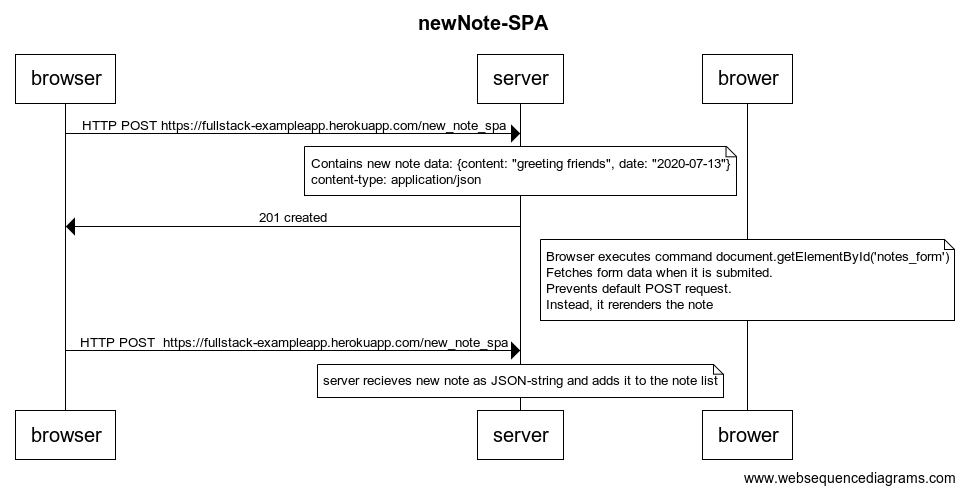 newNote-SPA
browser
server
brower
HTTP POST https://fullstack-exampleapp.herokuapp.com/new_note_spa
Contains new note data: {content: "greeting friends", date: "2020-07-13"}
content-type: application/json
201 created
Browser executes command document.getElementById('notes_form')
Fetches form data when it is submited.
Prevents default POST request.
Instead, it rerenders the note
HTTP POST  https://fullstack-exampleapp.herokuapp.com/new_note_spa
server recieves new note as JSON-string and adds it to the note list
browser
server
brower
www.websequencediagrams.com